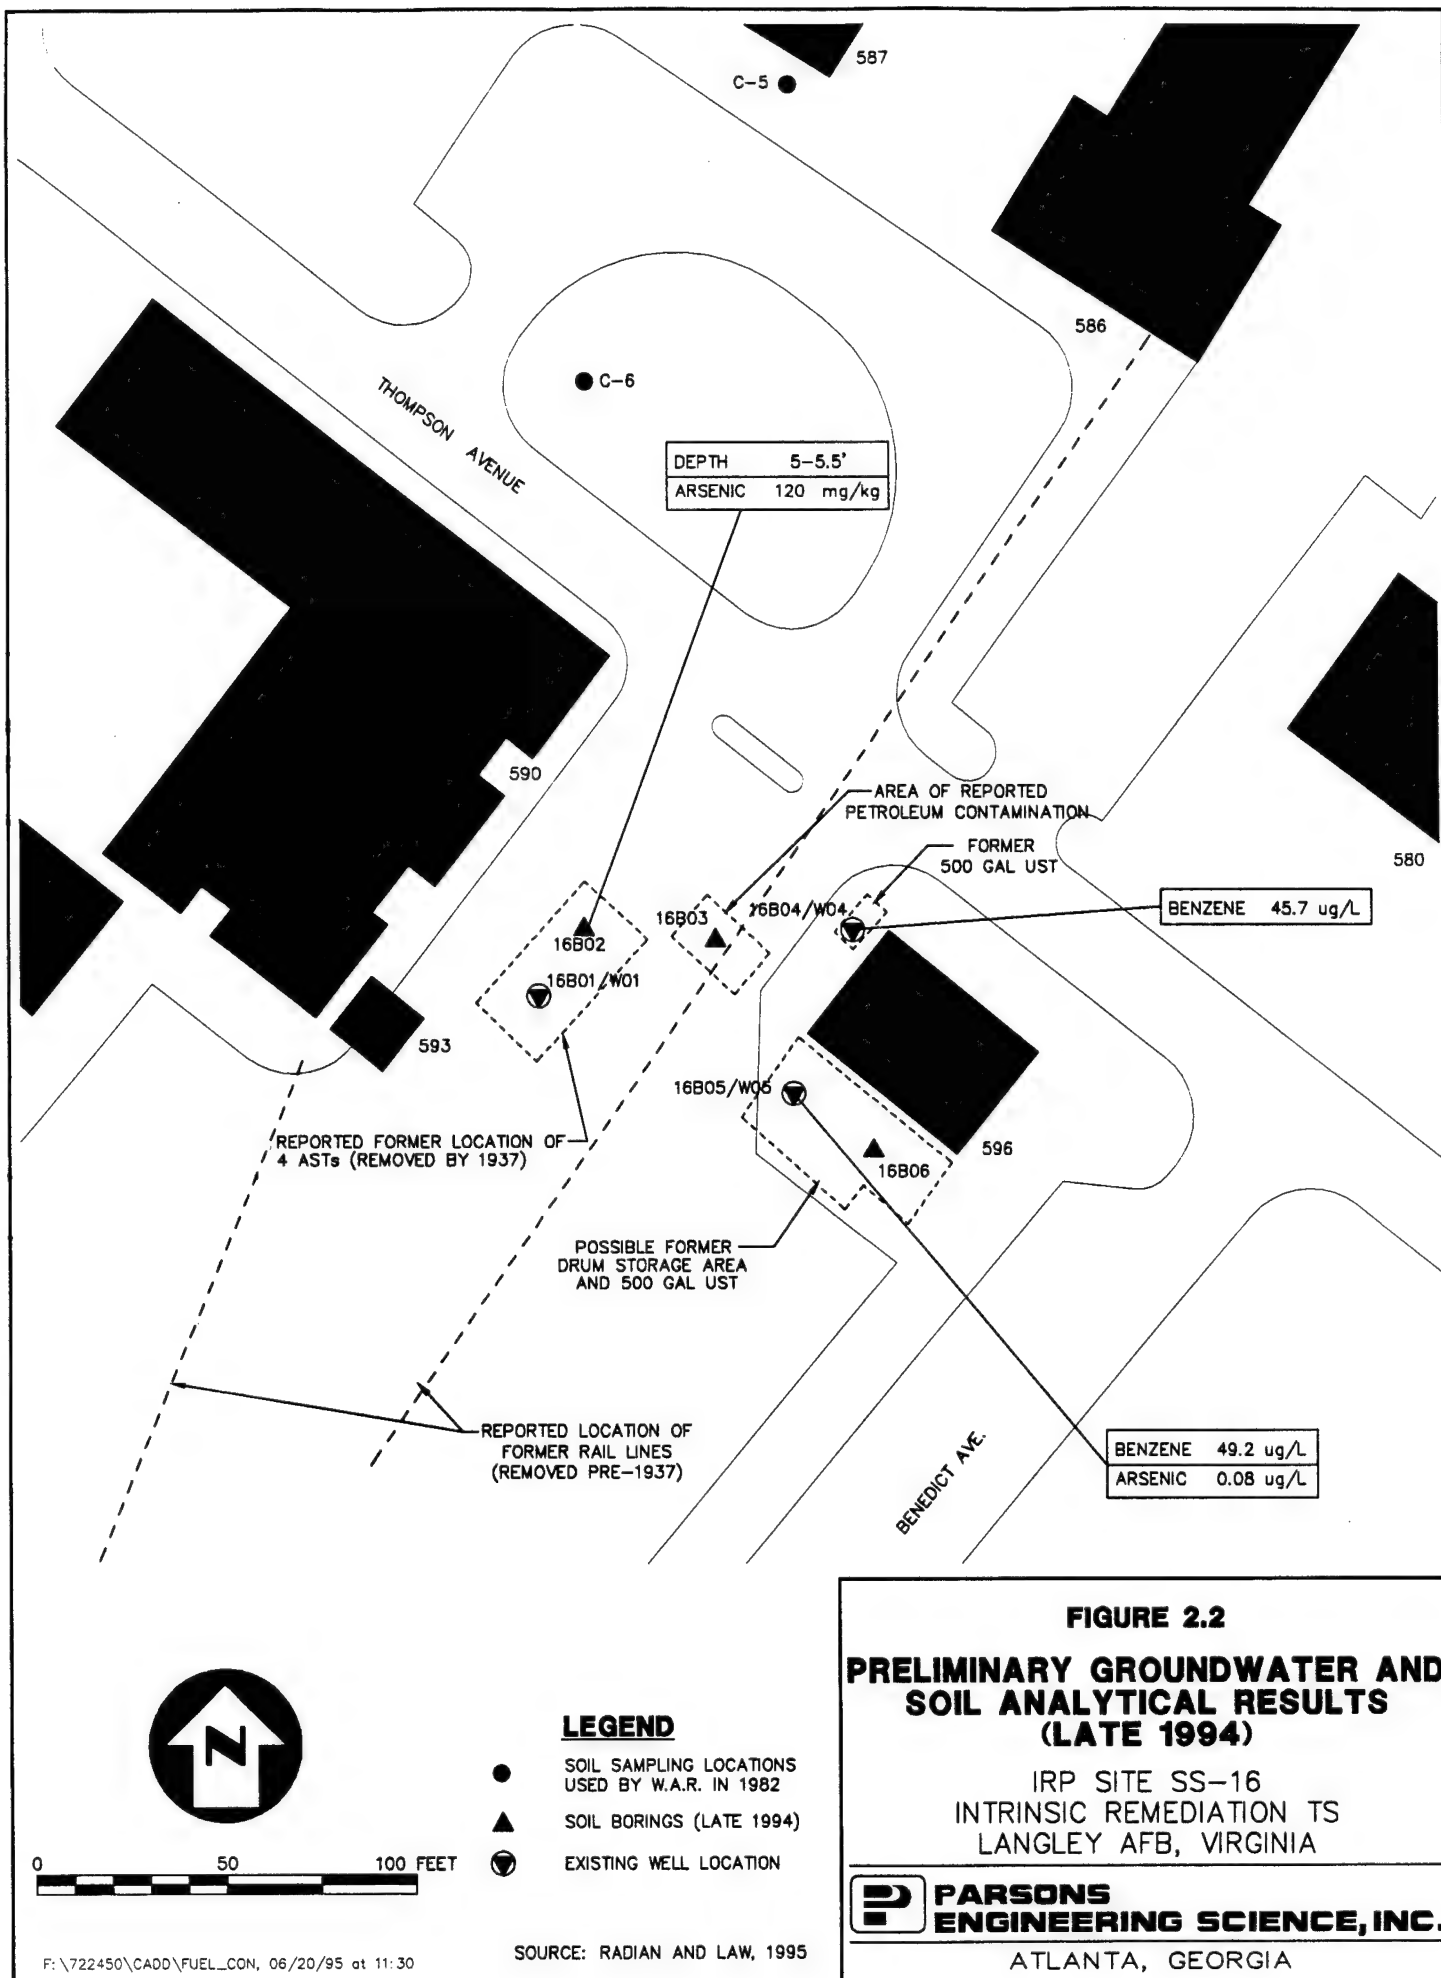 587
C-5
586
C-6
THOMPSON AVENUE
DEPTH 5-5.5'
ARSENIC 120 mg/kg
590
AREA OF REPORTED
PETROLEUM CONTAMINATION
FORMER
500 GAL UST
580
BENZENE 45.7 ug/L
16B03
16B04/W04
16B02
16B01/W01
593
16B05/W05
REPORTED FORMER LOCATION OF
4 ASTs (REMOVED BY 1937)
596
16B06
POSSIBLE FORMER
DRUM STORAGE AREA
AND 500 GAL UST
REPORTED LOCATION OF
FORMER RAIL LINES
(REMOVED PRE-1937)
BENZENE 49.2 ug/L
ARSENIC 0.08 ug/L
BENEDICT AVE.
FIGURE 2.2
PRELIMINARY GROUNDWATER AND
SOIL ANALYTICAL RESULTS
(LATE 1994)
IRP SITE SS-16
INTRINSIC REMEDIATION TS
LANGLEY AFB, VIRGINIA
PARSONS
ENGINEERING SCIENCE, INC.
ATLANTA, GEORGIA
N
LEGEND
SOIL SAMPLING LOCATIONS
USED BY W.A.R. IN 1982
SOIL BORINGS (LATE 1994)
EXISTING WELL LOCATION
0 50 100 FEET
SOURCE: RADIAN AND LAW, 1995
F:\722450\CADD\FUEL_CON, 06/20/95 at 11:30